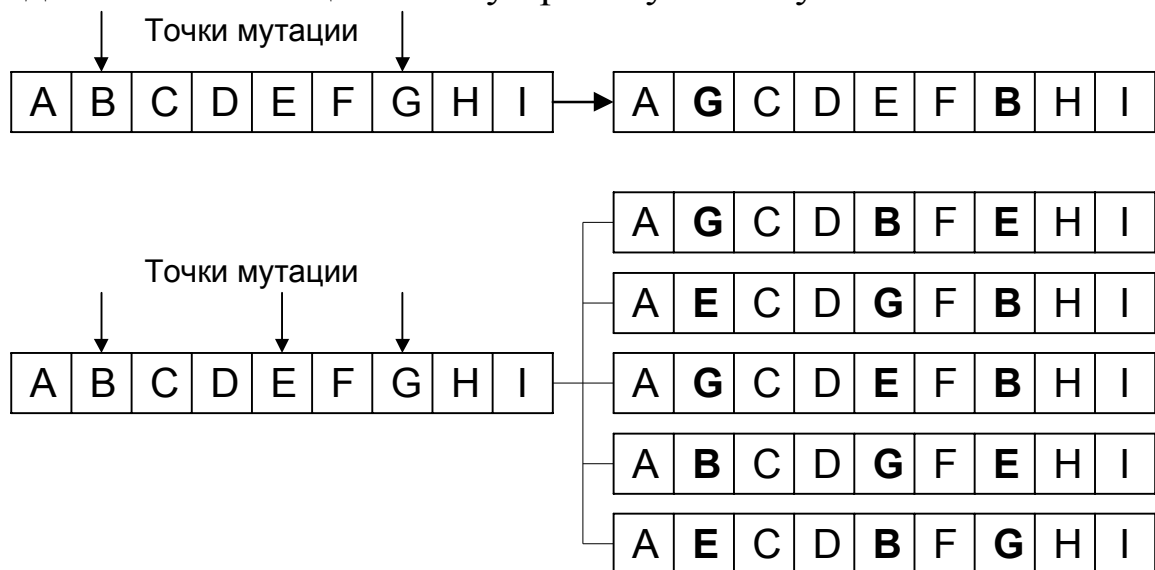 Точки мутации
A B C D E F G H I
A G C D E F B H I
A G C D B F E H I
Точки мутации
A E C D G F B H I
A B C D E F G H I
A G C D E F B H I
A B C D G F E H I
A E C D B F G H I